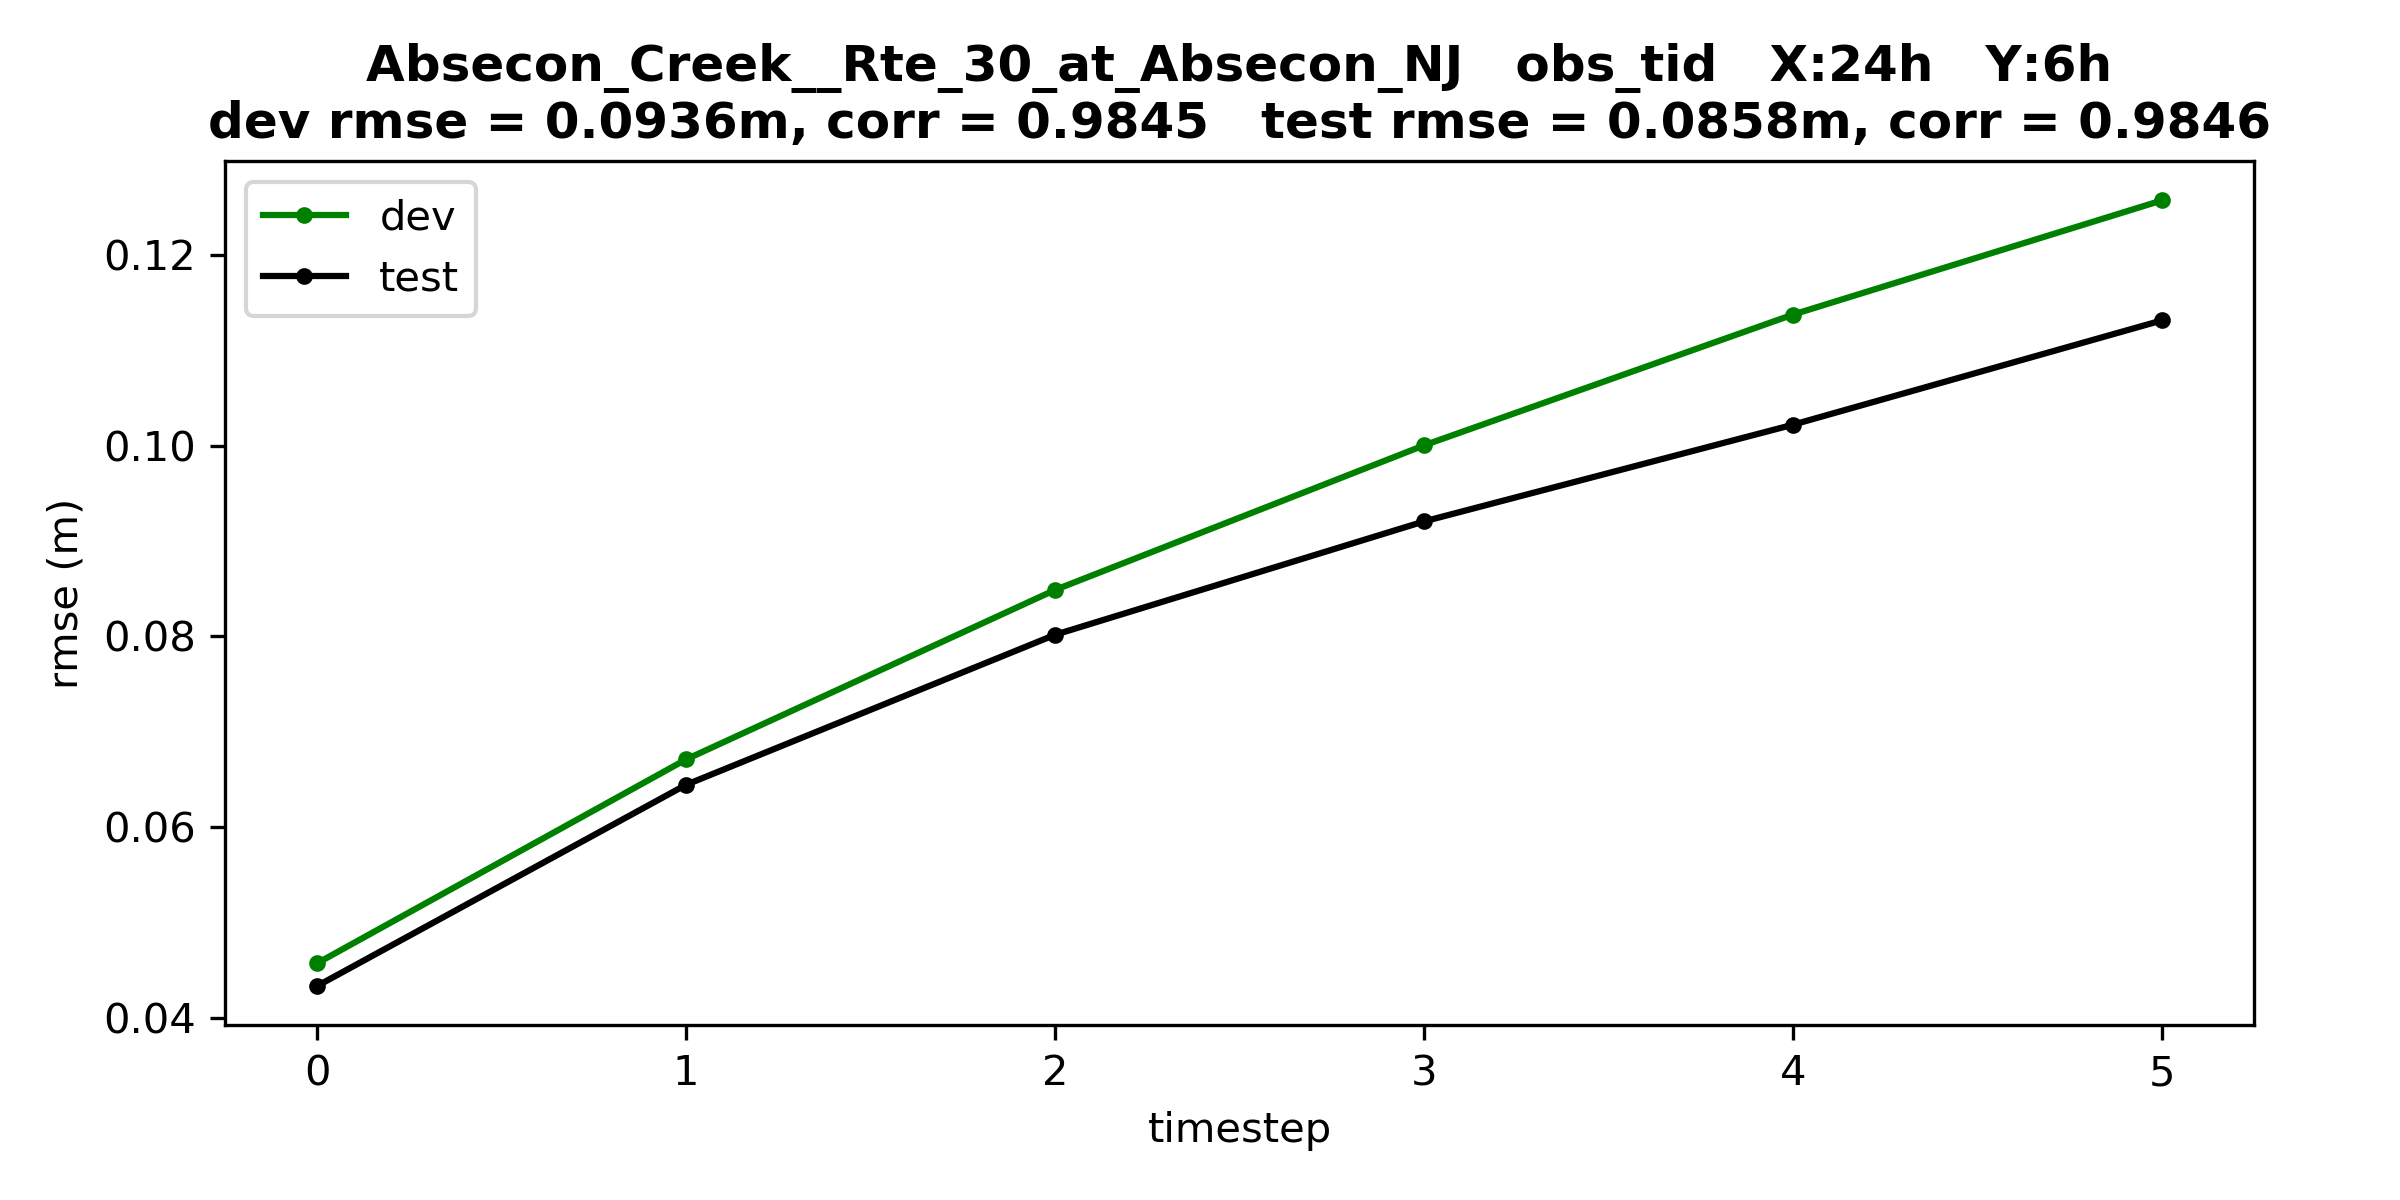 Absecon_Creek__Rte_30_at_Absecon_NJ   obs_tid   X:24h   Y:6h
dev rmse = 0.0936m, corr = 0.9845   test rmse = 0.0858m, corr = 0.9846
dev
test
0.12
0.10
0.08
0.06
0.04
rmse (m)
0 1 2 3 4 5
timestep